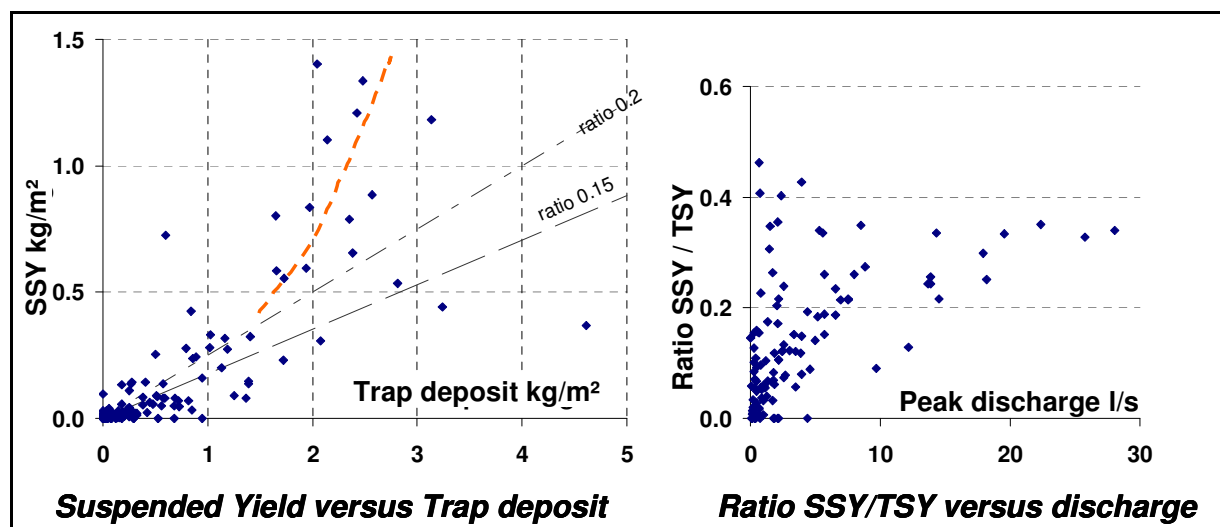 1.5
1.0
0.5
0.0
SSY kg/m²
ratio 0.2
ratio 0.15
Trap deposit kg/m²
0 1 2 3 4 5
Suspended Yield versus Trap deposit
0.6
0.4
0.2
0.0
Ratio SSY / TSY
Peak discharge l/s
0 10 20 30
Ratio SSY/TSY versus discharge